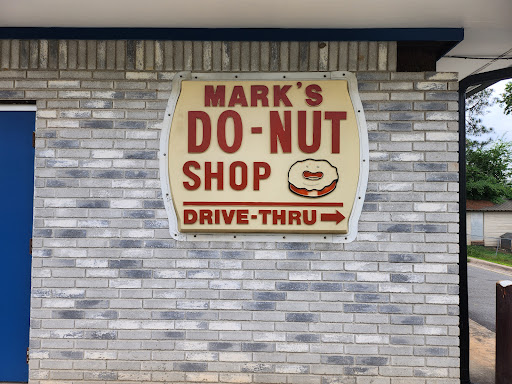 MARK'S
DO-NUT
SHOP
DRIVE-THRU